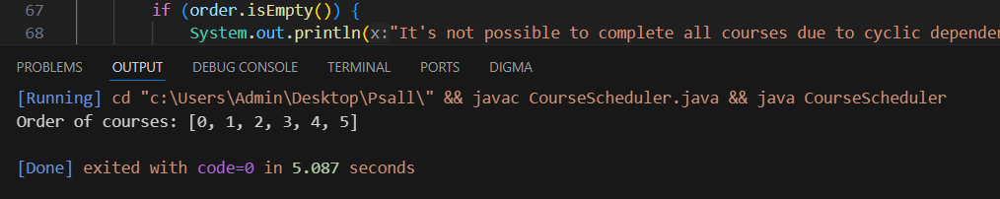 67 if (order.isEmpty()) {
68 System.out.println(x:"It's not possible to complete all courses due to cyclic depende
PROBLEMS OUTPUT DEBUG CONSOLE TERMINAL PORTS DIGMA
[Running] cd "c:\Users\Admin\Desktop\Psall\" && javac CourseScheduler.java && java CourseScheduler
Order of courses: [0, 1, 2, 3, 4, 5]
[Done] exited with code=0 in 5.087 seconds